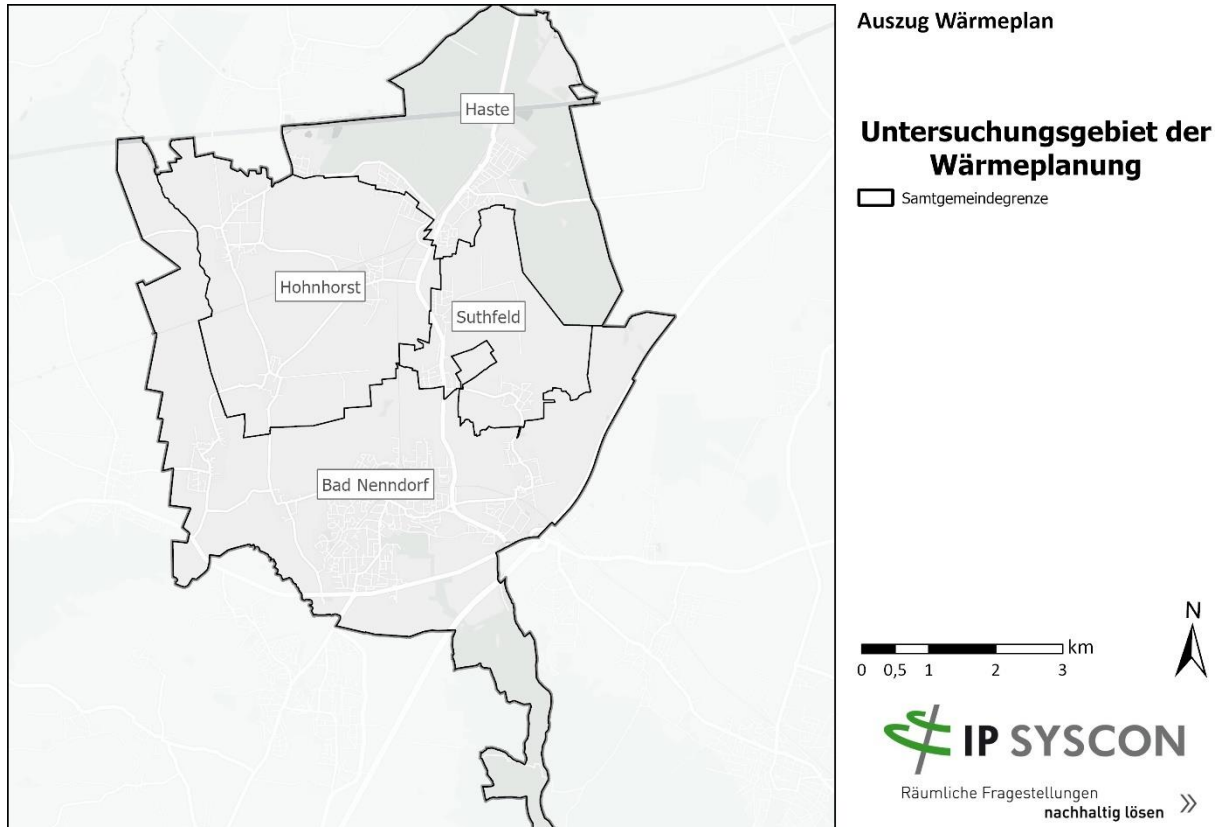 Auszug Wärmeplan
Untersuchungsgebiet der
Wärmeplanung
Samtgemeindegrenze
Haste
Hohnhorst
Suthfeld
Bad Nenndorf
N
km
0 0,5 1 2 3
IP SYSCON
Räumliche Fragestellungen
nachhaltig lösen